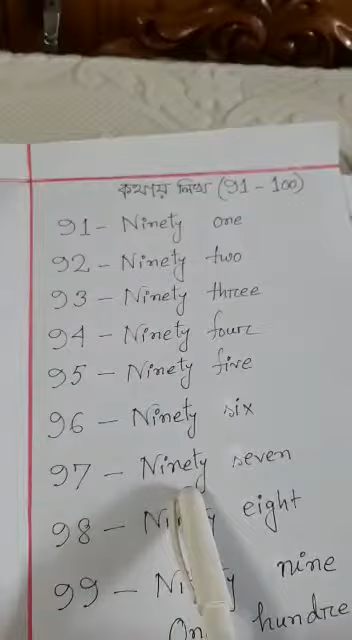 কথায় লিখ (91 - 100)
91 - Ninety one
92 - Ninety two
93 - Ninety three
94 - Ninety four
95 - Ninety five
96 - Ninety six
97 - Ninety seven
98 - eight
99 - nine